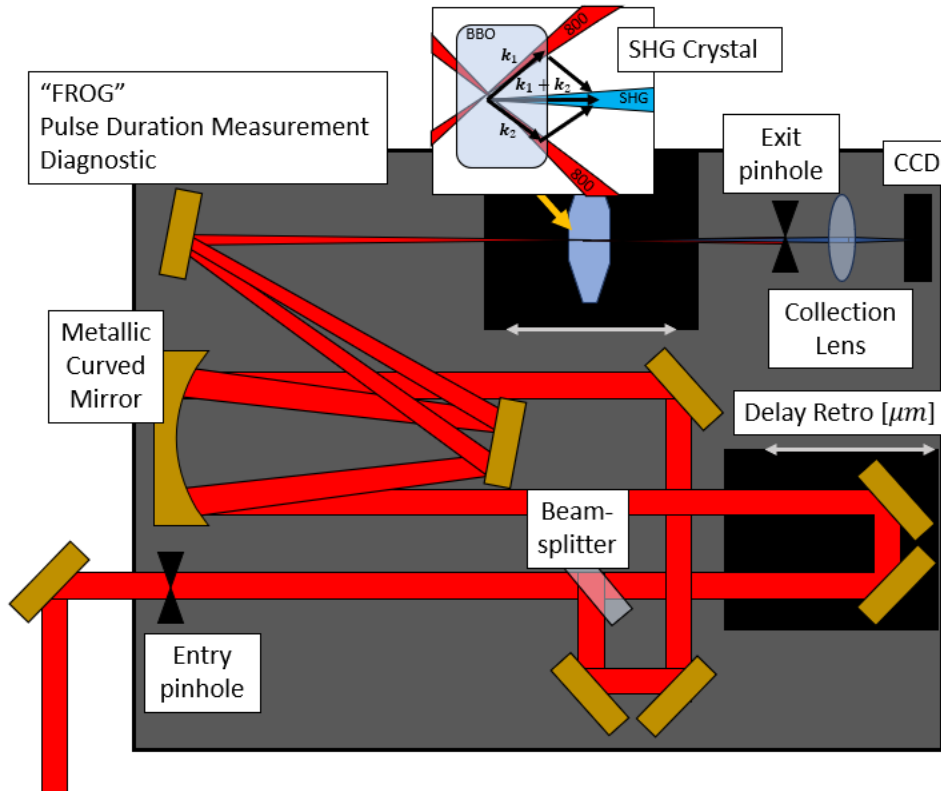 BBO
800
k₁
k₁ + k₂
k₂
SHG
800
SHG Crystal
“FROG”
Pulse Duration Measurement
Diagnostic
Exit
pinhole
CCD
Collection
Lens
Metallic
Curved
Mirror
Delay Retro [μm]
Beam-
splitter
Entry
pinhole